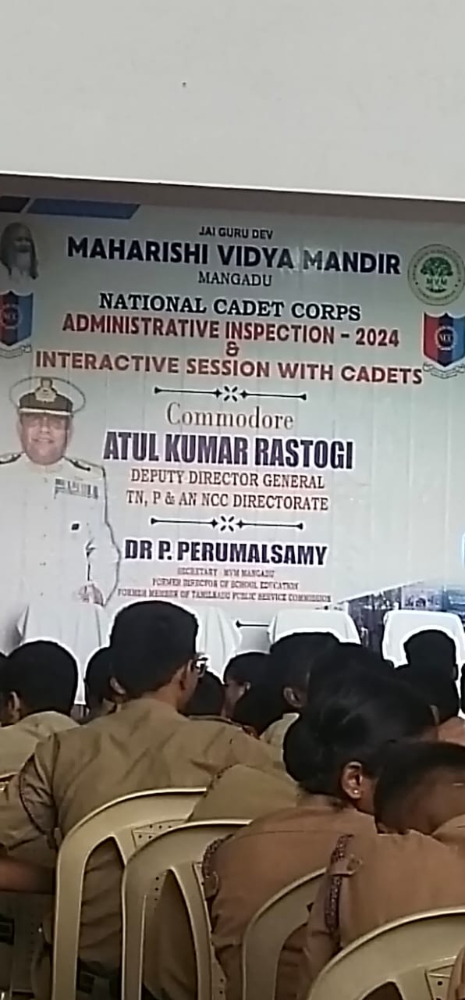 JAI GURU DEV
MAHARISHI VIDYA MANDIR
MANGADU
NATIONAL CADET CORPS
ADMINISTRATIVE INSPECTION - 2024
&
INTERACTIVE SESSION WITH CADETS
Commodore
ATUL KUMAR RASTOGI
DEPUTY DIRECTOR GENERAL
TN, P & AN NCC DIRECTORATE
DR P. PERUMALSAMY
SECRETARY - MVM MANGADU
FORMER DIRECTOR OF SCHOOL EDUCATION
FORMER MEMBER OF TAMILNADU PUBLIC SERVICE COMMISSION
MVM
NCC
NCC